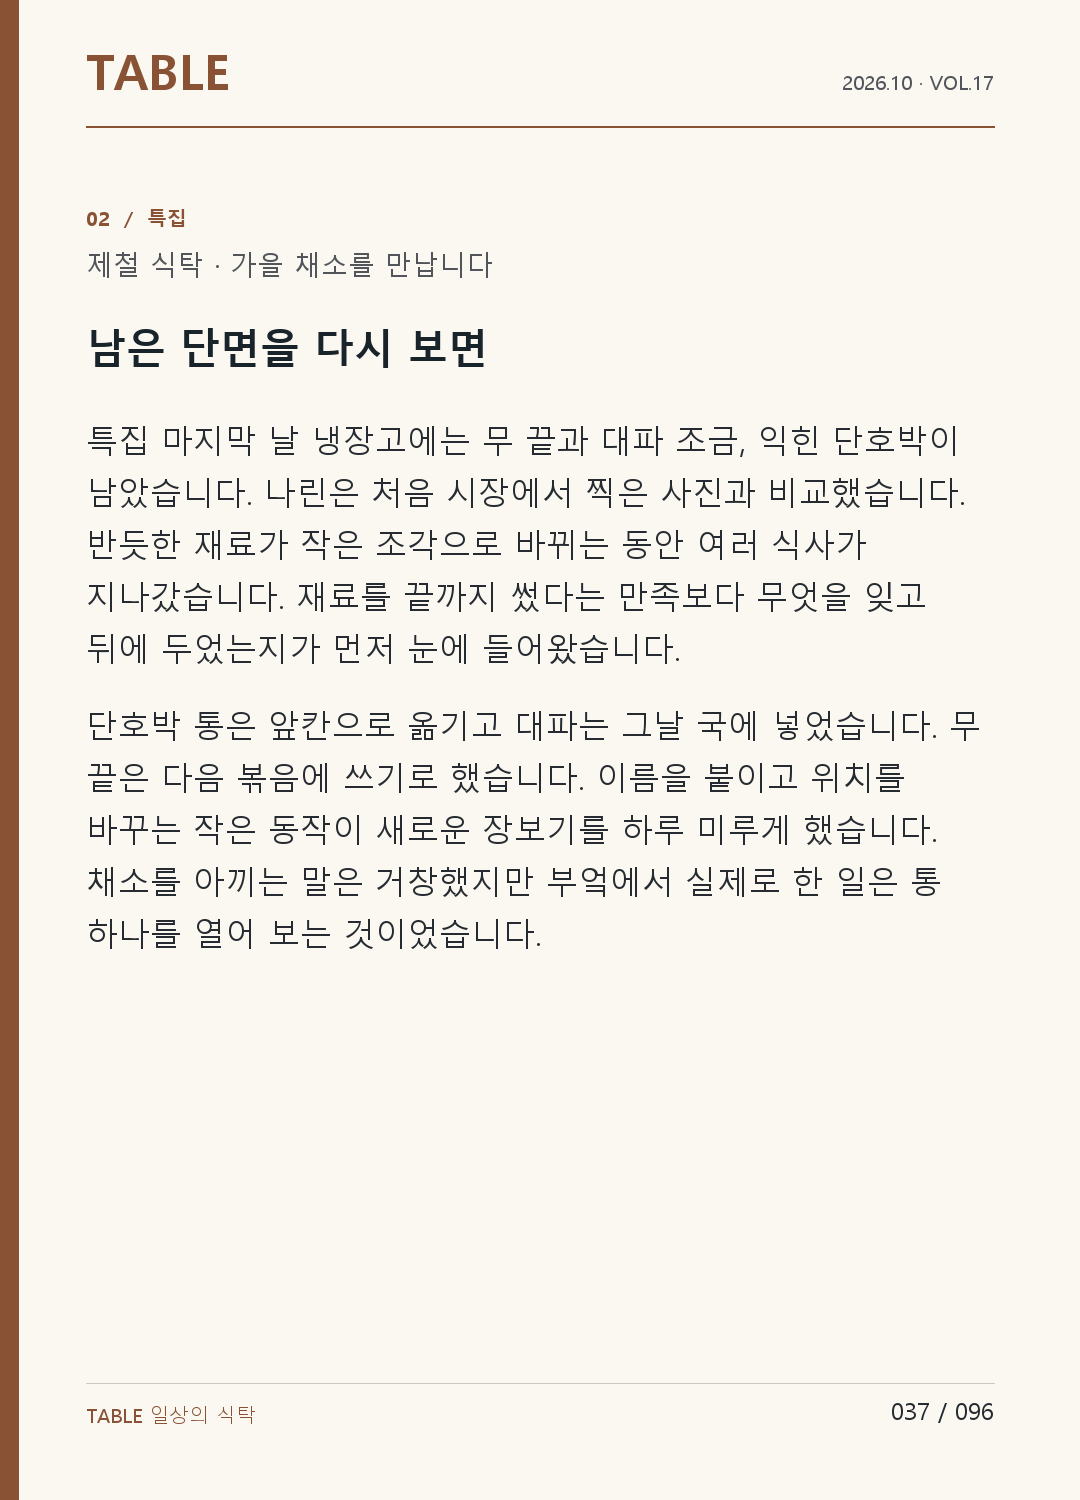 TABLE
2026.10 · VOL.17
02 / 특집
제철 식탁 · 가을 채소를 만납니다
남은 단면을 다시 보면
특집 마지막 날 냉장고에는 무 끝과 대파 조금, 익힌 단호박이
남았습니다. 나린은 처음 시장에서 찍은 사진과 비교했습니다.
반듯한 재료가 작은 조각으로 바뀌는 동안 여러 식사가
지나갔습니다. 재료를 끝까지 썼다는 만족보다 무엇을 잊고
뒤에 두었는지가 먼저 눈에 들어왔습니다.
단호박 통은 앞칸으로 옮기고 대파는 그날 국에 넣었습니다. 무
끝은 다음 볶음에 쓰기로 했습니다. 이름을 붙이고 위치를
바꾸는 작은 동작이 새로운 장보기를 하루 미루게 했습니다.
채소를 아끼는 말은 거창했지만 부엌에서 실제로 한 일은 통
하나를 열어 보는 것이었습니다.
TABLE 일상의 식탁
037 / 096